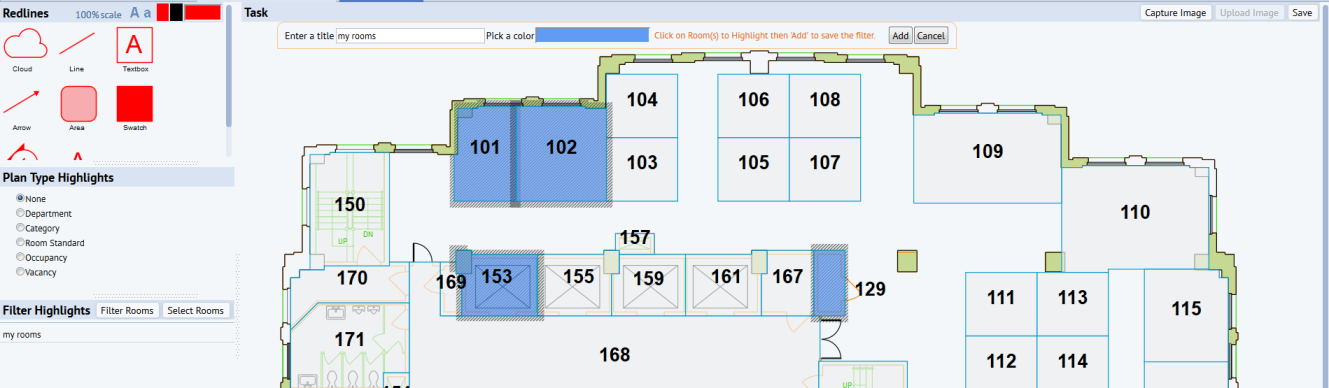 Redlines
100% scale
A a
Task
Capture Image
Upload Image
Save
Cloud
Line
A
Textbox
Arrow
Area
Swatch
Enter a title my rooms Pick a color Click on Room(s) to Highlight then 'Add' to save the filter. Add Cancel
Plan Type Highlights
None
Department
Category
Room Standard
Occupancy
Vacancy
Filter Highlights Filter Rooms Select Rooms
my rooms
104 106 108
101 102
103 105 107
109
110
150
UP DN
157
170 169 153 155 159 161 167 129
111 113 115
171
168
112 114
UP